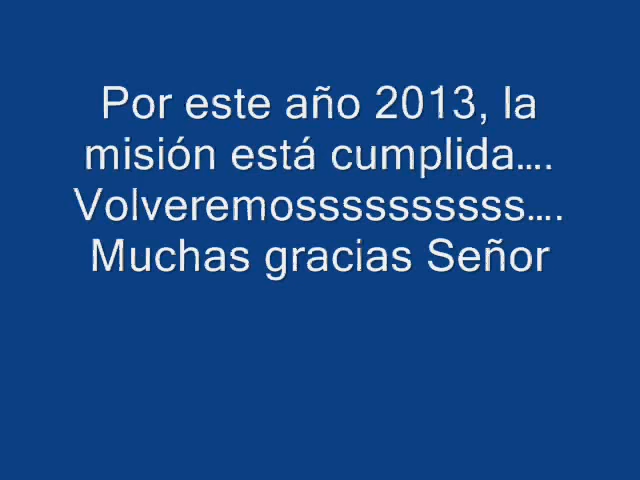 Por este año 2013, la
misión está cumplida….
Volveremossssssssss….
Muchas gracias Señor